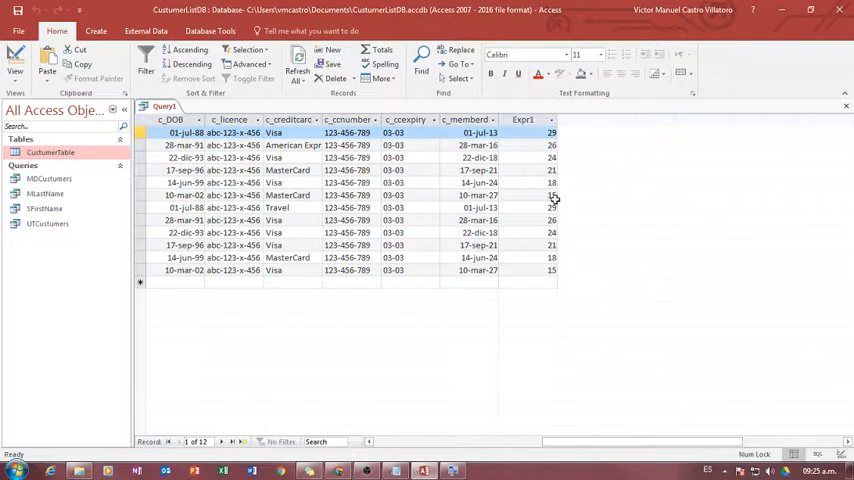 CustumerListDB : Database- C:\Users\vmcastro\Documents\CustumerListDB.accdb (Access 2007 - 2016 file format) - Access
Victor Manuel Castro Villatoro
File Home Create External Data Database Tools Tell me what you want to do
View Paste Cut Copy Format Painter Filter Ascending Descending Remove Sort Selection Advanced Toggle Filter Refresh All New Save Delete Totals Spelling More Find Replace Go To Select Calibri 11
B I U A
Views Clipboard Sort & Filter Records Find Text Formatting
All Access Obje...
Search...
Tables
CustumerTable
Queries
MDCustumers
MLastName
SFirstName
UTCustumers
Query1
c_DOB c_licence c_creditcard c_ccnumber c_ccexpiry c_memberd Expr1
01-jul-88 abc-123-x-456 Visa 123-456-789 03-03 01-jul-13 29
28-mar-91 abc-123-x-456 American Expr 123-456-789 03-03 28-mar-16 26
22-dic-93 abc-123-x-456 Visa 123-456-789 03-03 22-dic-18 24
17-sep-96 abc-123-x-456 MasterCard 123-456-789 03-03 17-sep-21 21
14-jun-99 abc-123-x-456 Visa 123-456-789 03-03 14-jun-24 18
10-mar-02 abc-123-x-456 MasterCard 123-456-789 03-03 10-mar-27 15
01-jul-88 abc-123-x-456 Travel 123-456-789 03-03 01-jul-13 29
28-mar-91 abc-123-x-456 Visa 123-456-789 03-03 28-mar-16 26
22-dic-93 abc-123-x-456 Visa 123-456-789 03-03 22-dic-18 24
17-sep-96 abc-123-x-456 Visa 123-456-789 03-03 17-sep-21 21
14-jun-99 abc-123-x-456 MasterCard 123-456-789 03-03 14-jun-24 18
10-mar-02 abc-123-x-456 Visa 123-456-789 03-03 10-mar-27 15
Record: 1 of 12 No Filter Search
Ready Num Lock SQL
ES 09:25 a.m.